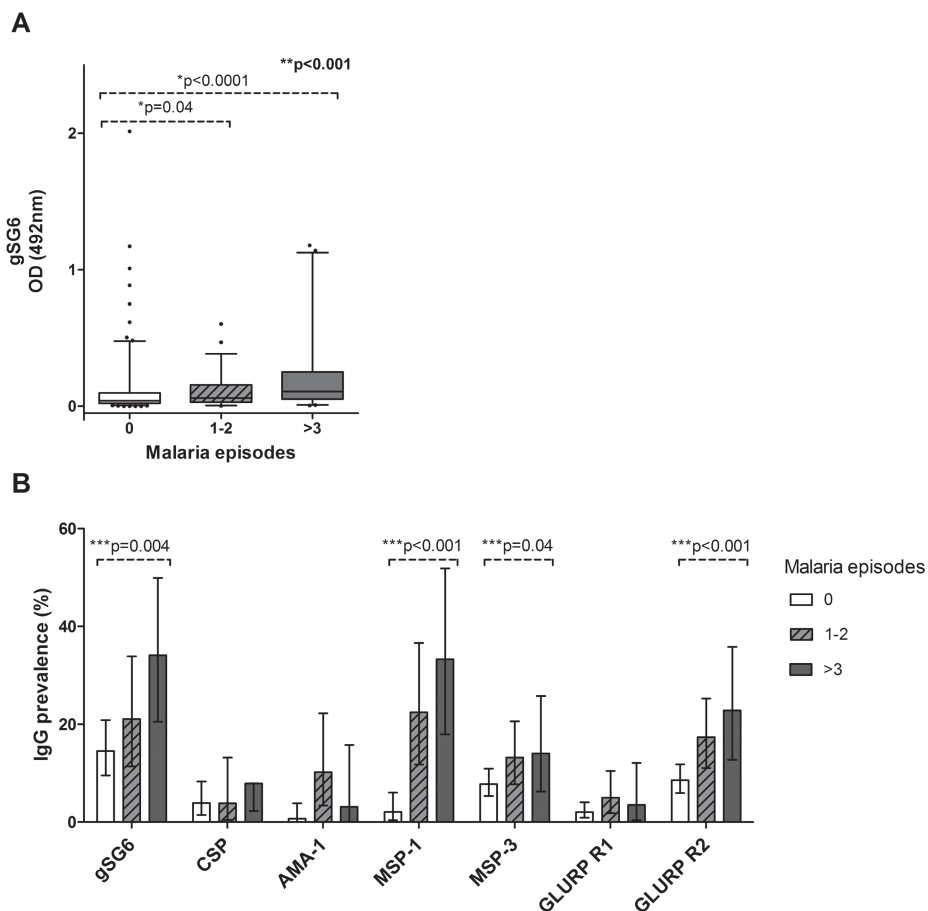 A
**p<0.001
*p<0.0001
*p=0.04
gSG6
OD (492nm)
2
1
0
0
1-2
>3
Malaria episodes
B
IgG prevalence (%)
60
40
20
0
***p=0.004
***p<0.001
***p=0.04
***p<0.001
Malaria episodes
0
1-2
>3
gSG6
CSP
AMA-1
MSP-1
MSP-3
GLURP R1
GLURP R2